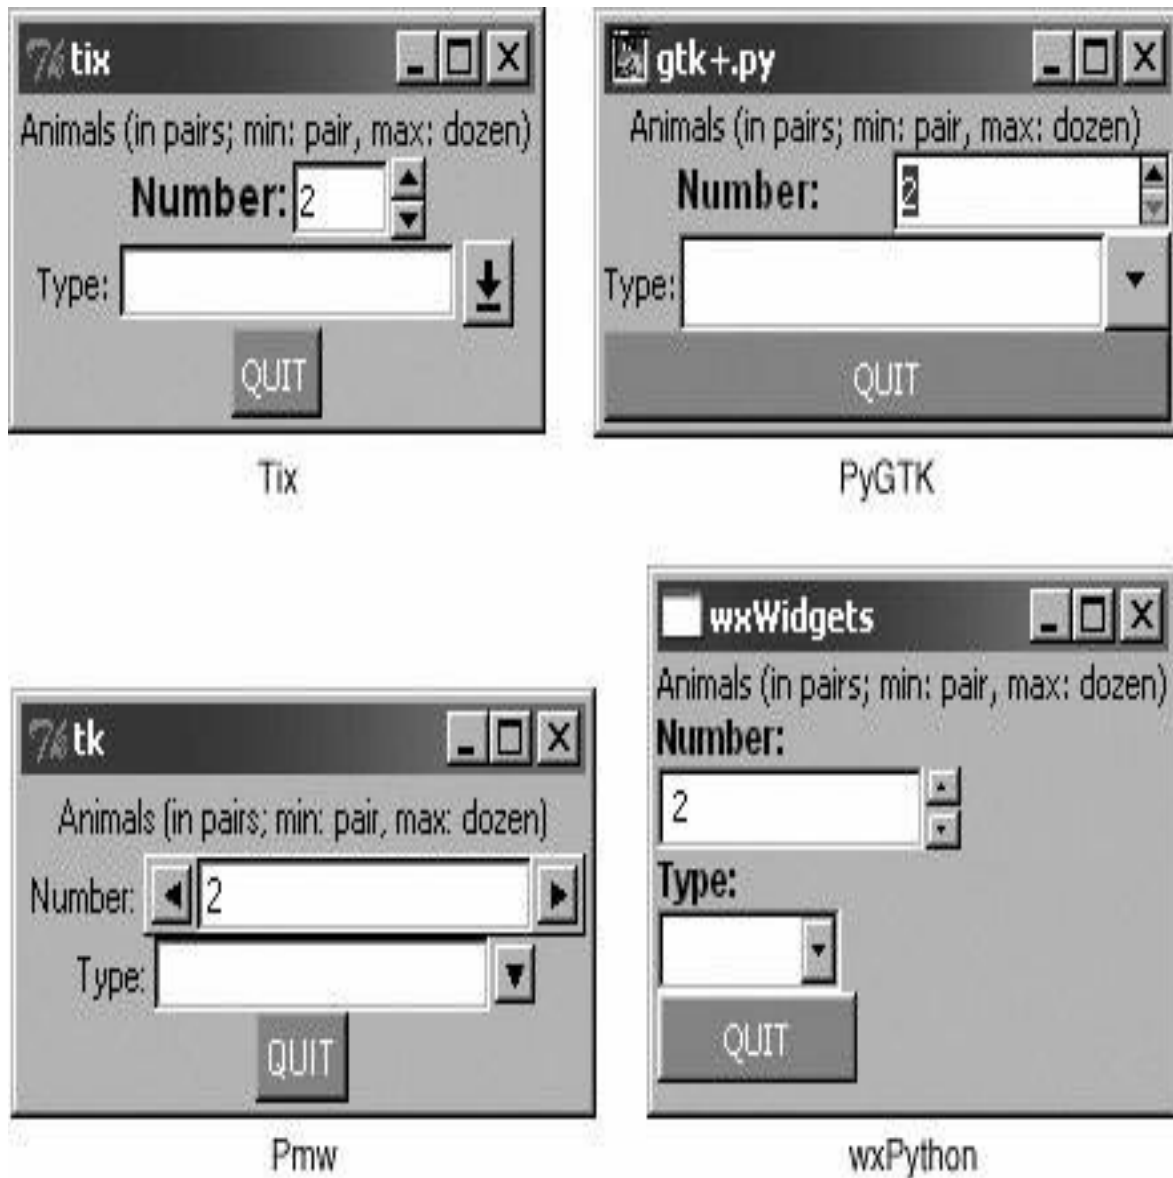 Tk tix
Animals (in pairs; min: pair, max: dozen)
Number: 2
Type:
QUIT
Tix
gtk+.py
Animals (in pairs; min: pair, max: dozen)
Number: 2
Type:
QUIT
PyGTK
Tk tk
Animals (in pairs; min: pair, max: dozen)
Number: 2
Type:
QUIT
Pmw
wxWidgets
Animals (in pairs; min: pair, max: dozen)
Number:
2
Type:
QUIT
wxPython